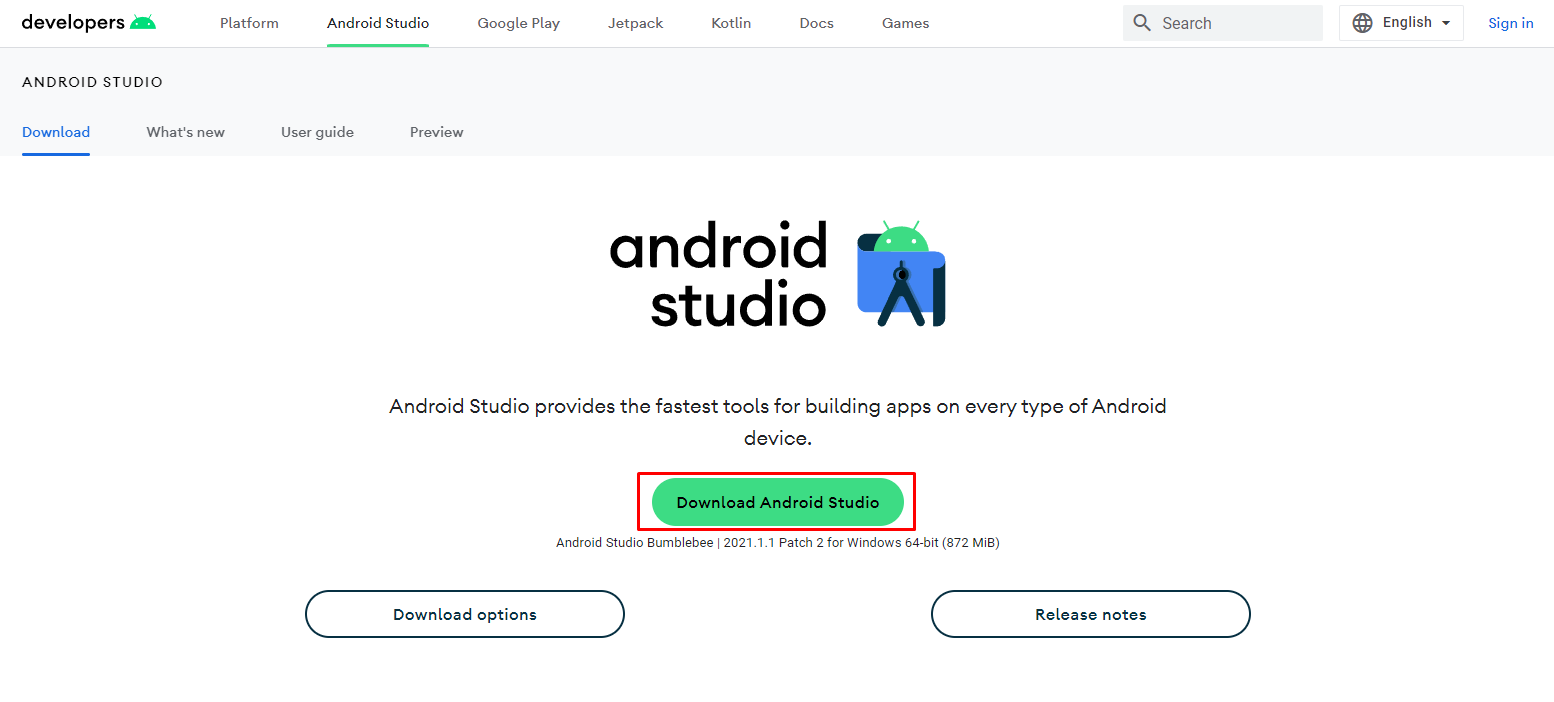 developers Platform Android Studio Google Play Jetpack Kotlin Docs Games Search English Sign in
ANDROID STUDIO
Download What's new User guide Preview
android
studio
Android Studio provides the fastest tools for building apps on every type of Android
device.
Download Android Studio
Android Studio Bumblebee | 2021.1.1 Patch 2 for Windows 64-bit (872 MiB)
Download options Release notes